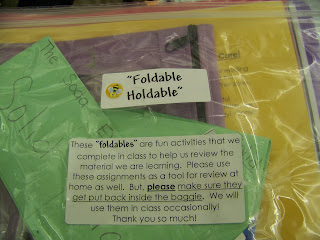 "Foldable
Holdable"
These "foldables" are fun activities that we
complete in class to help us review the
material we are learning. Please use
these assignments as a tool for review at
home as well. But, please make sure they
get put back inside the baggie. We will
use them in class occasionally!
Thank you so much!
The